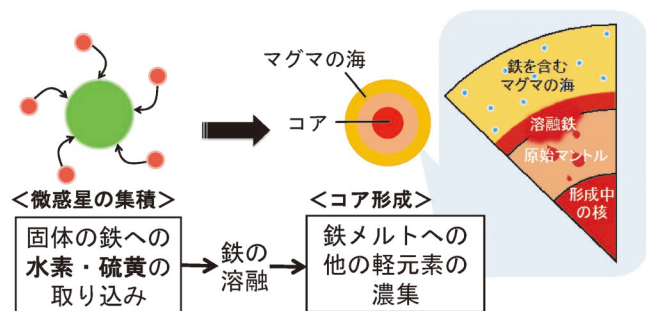 マグマの海
コア
鉄を含む
マグマの海
溶融鉄
原始マントル
形成中
の核
<微惑星の集積>
<コア形成>
固体の鉄への
水素・硫黄の
取り込み
鉄の
溶融
鉄メルトへの
他の軽元素の
濃集